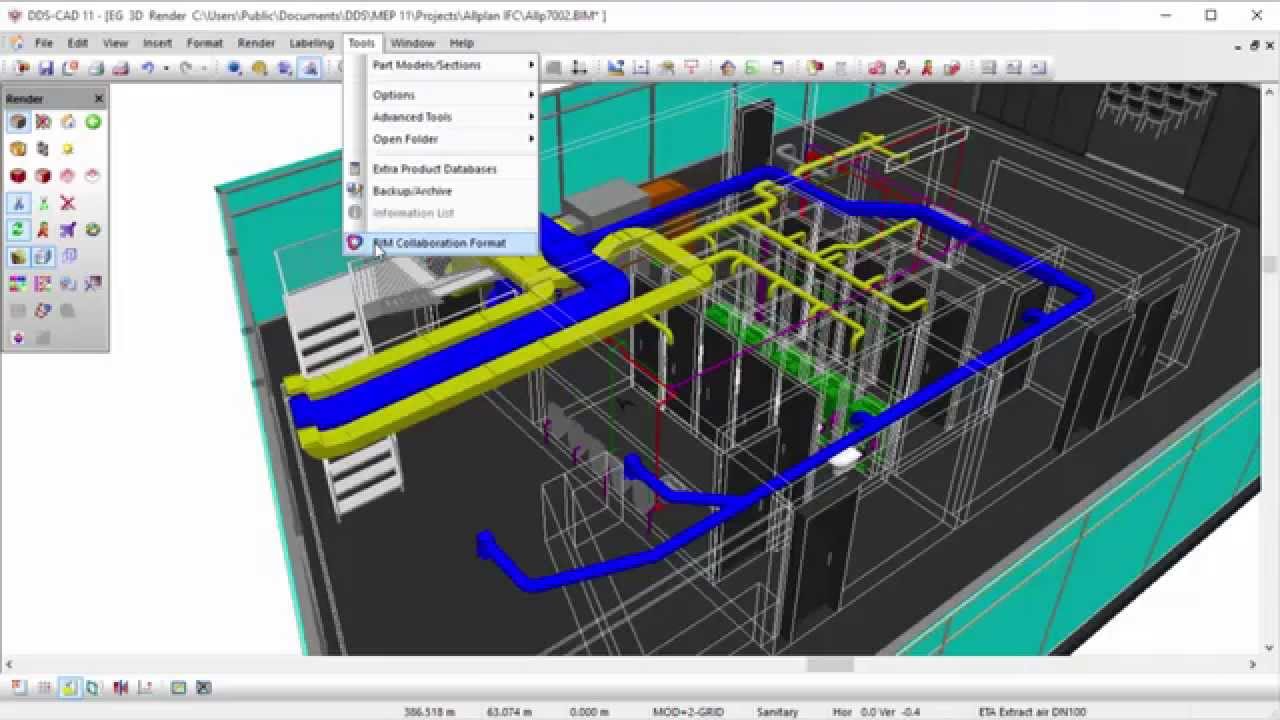 DDS-CAD 11 - [EG 3D Render C:\Users\Public\Documents\DDS\MEP 11\Projects\Allplan IFC\Allp7002.BIM* ]
File Edit View Insert Format Render Labeling Tools Window Help
Part Models/Sections
Render
Options
Advanced Tools
Open Folder
Extra Product Databases
Backup/Archive
Information List
BIM Collaboration Format
386.518 m 63.074 m 0.000 m MOD=2-GRID Sanitary Hor 0.0 Ver -0.4 ETA Extract air DN100